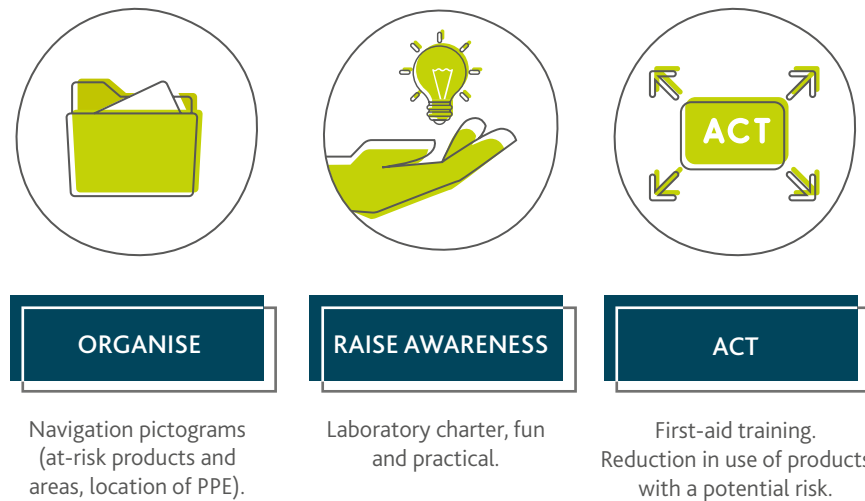 ACT
ORGANISE
RAISE AWARENESS
ACT
Navigation pictograms
(at-risk products and
areas, location of PPE).
Laboratory charter, fun
and practical.
First-aid training.
Reduction in use of products
with a potential risk.